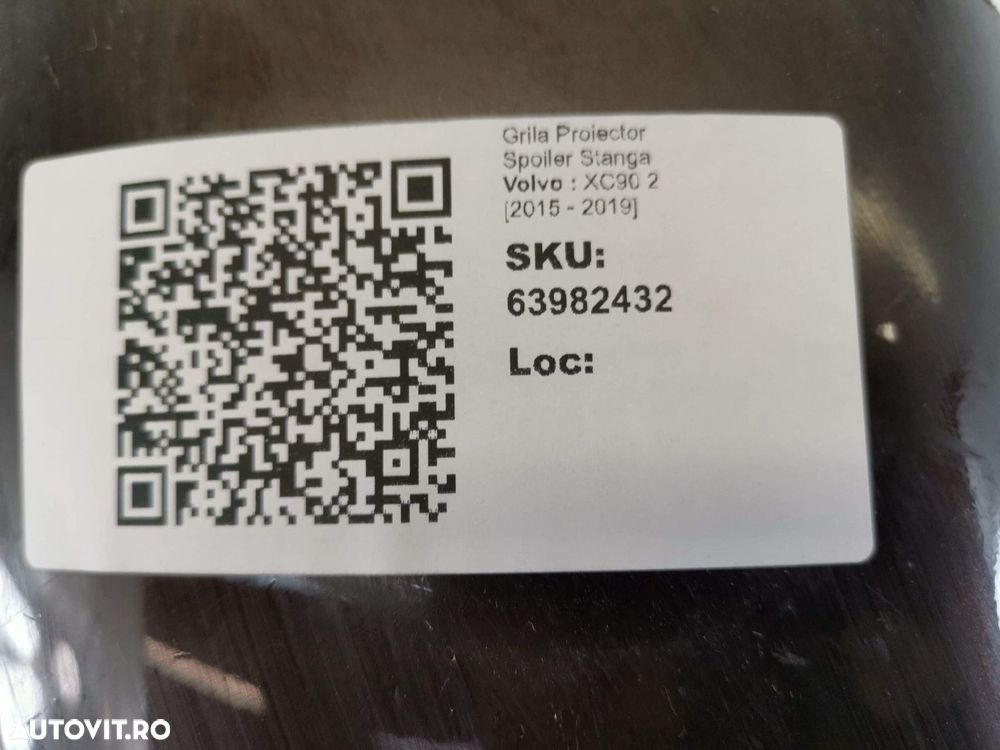 Grila Proiector
Spoiler Stanga
Volvo : XC90 2
[2015 - 2019]
SKU:
63982432
Loc:
AUTOVIT.RO